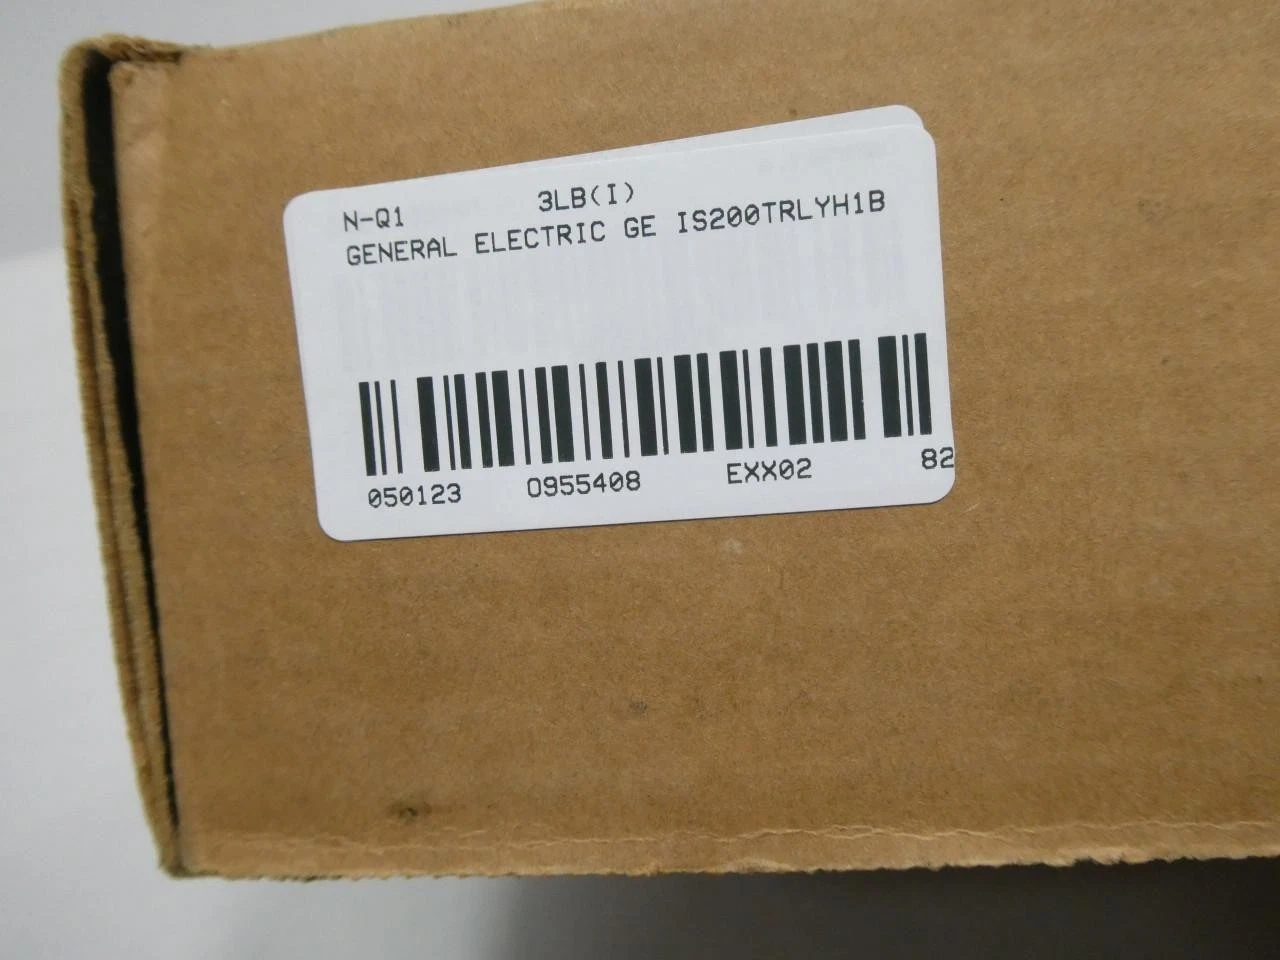 N-Q1 3LB(I)
GENERAL ELECTRIC GE IS200TRLYH1B
050123 0955408 EXX02 82